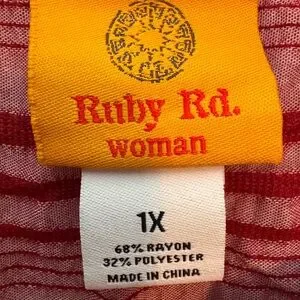 Ruby Rd.
woman
1X
68% RAYON
32% POLYESTER
MADE IN CHINA